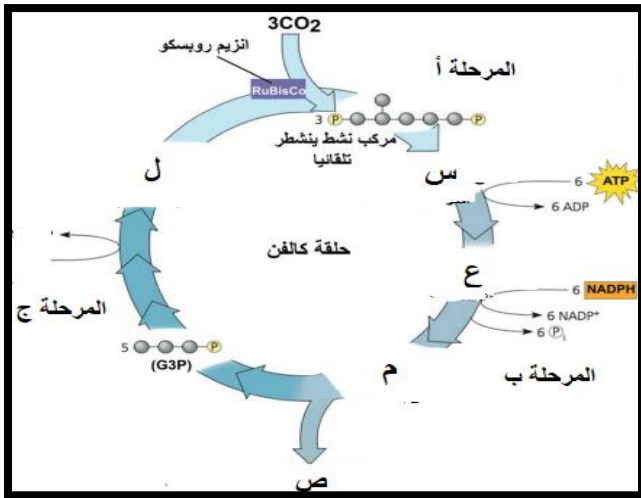 3CO2
انزيم روبسكو
المرحلة أ
RuBisCo
3 P P
مركب نشط ينشطر
تلقائيا
ل
س
6 ATP
6 ADP
حلقة كالفن
ع
6 NADPH
6 NADP+
6 Pi
المرحلة ج
المرحلة ب
5 P
(G3P)
م
ص